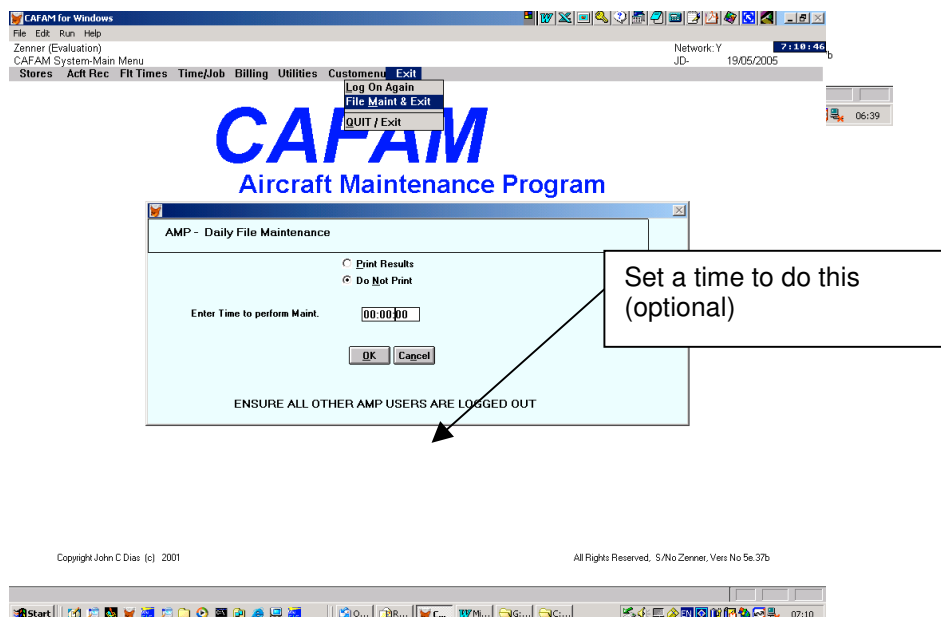 CAFAM for Windows
File Edit Run Help
Zenner (Evaluation) Network: Y 7:10:46
CAFAM System-Main Menu JD- 19/05/2005 b
Stores Acft Rec Flt Times Time/Job Billing Utilities Customenu Exit
Log On Again
File Maint & Exit
QUIT / Exit
06:39
CAFAM
Aircraft Maintenance Program
AMP - Daily File Maintenance
Print Results
Do Not Print
Enter Time to perform Maint. 00:00:00
OK Cancel
ENSURE ALL OTHER AMP USERS ARE LOGGED OUT
Set a time to do this
(optional)
Copyright John C Dias (c) 2001 All Rights Reserved, S/No Zenner, Vers No 5e.37b
Start O... R... C... Mi... G:... C:... EN 07:10